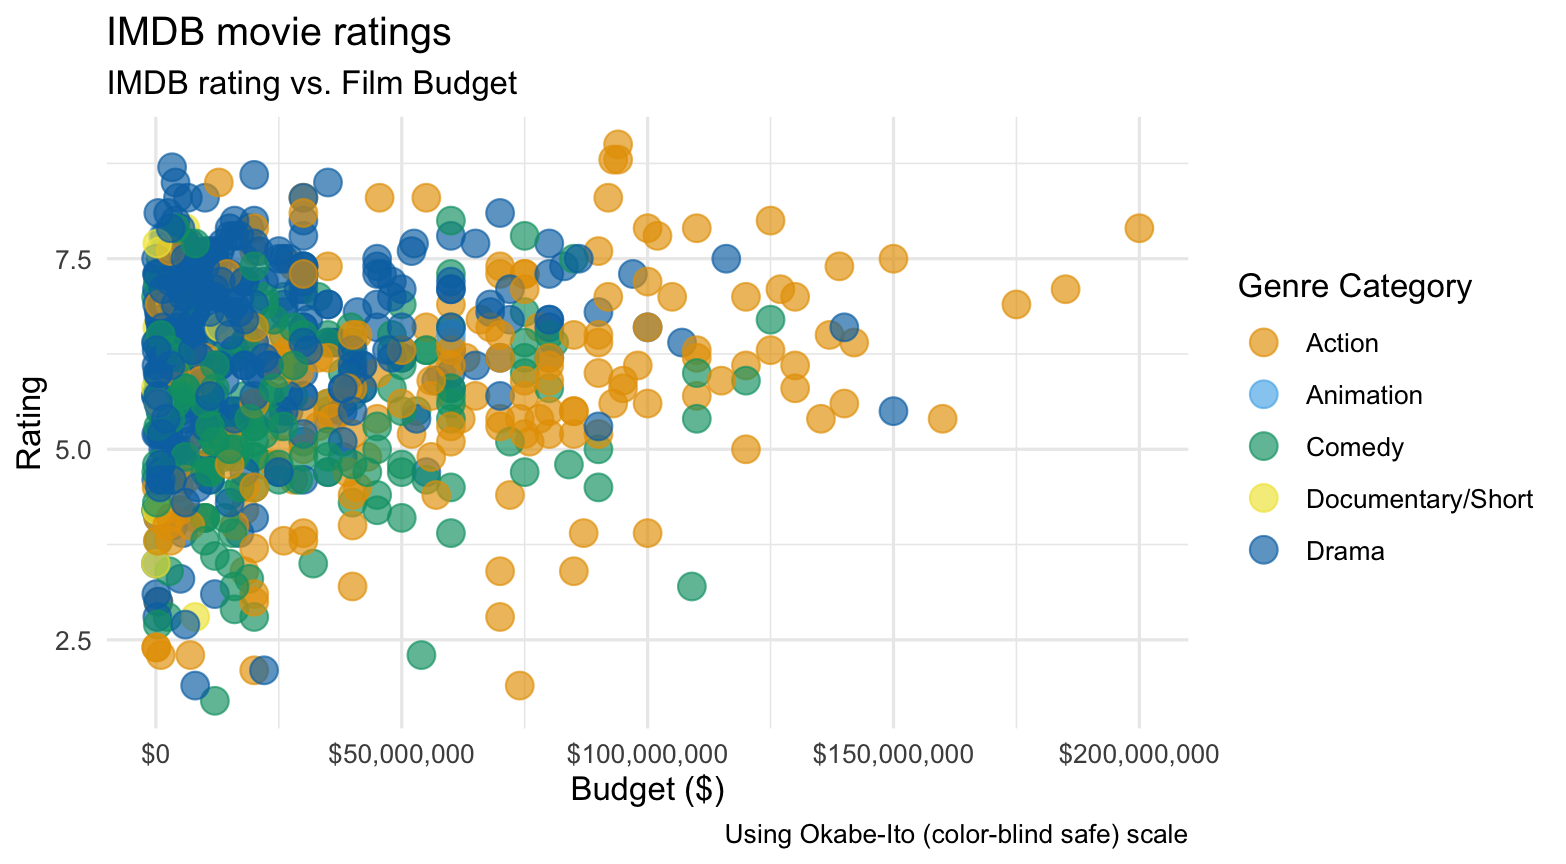 IMDB movie ratings
IMDB rating vs. Film Budget
Rating
7.5
5.0
2.5
$0
$50,000,000
$100,000,000
$150,000,000
$200,000,000
Budget ($)
Genre Category
Action
Animation
Comedy
Documentary/Short
Drama
Using Okabe-Ito (color-blind safe) scale